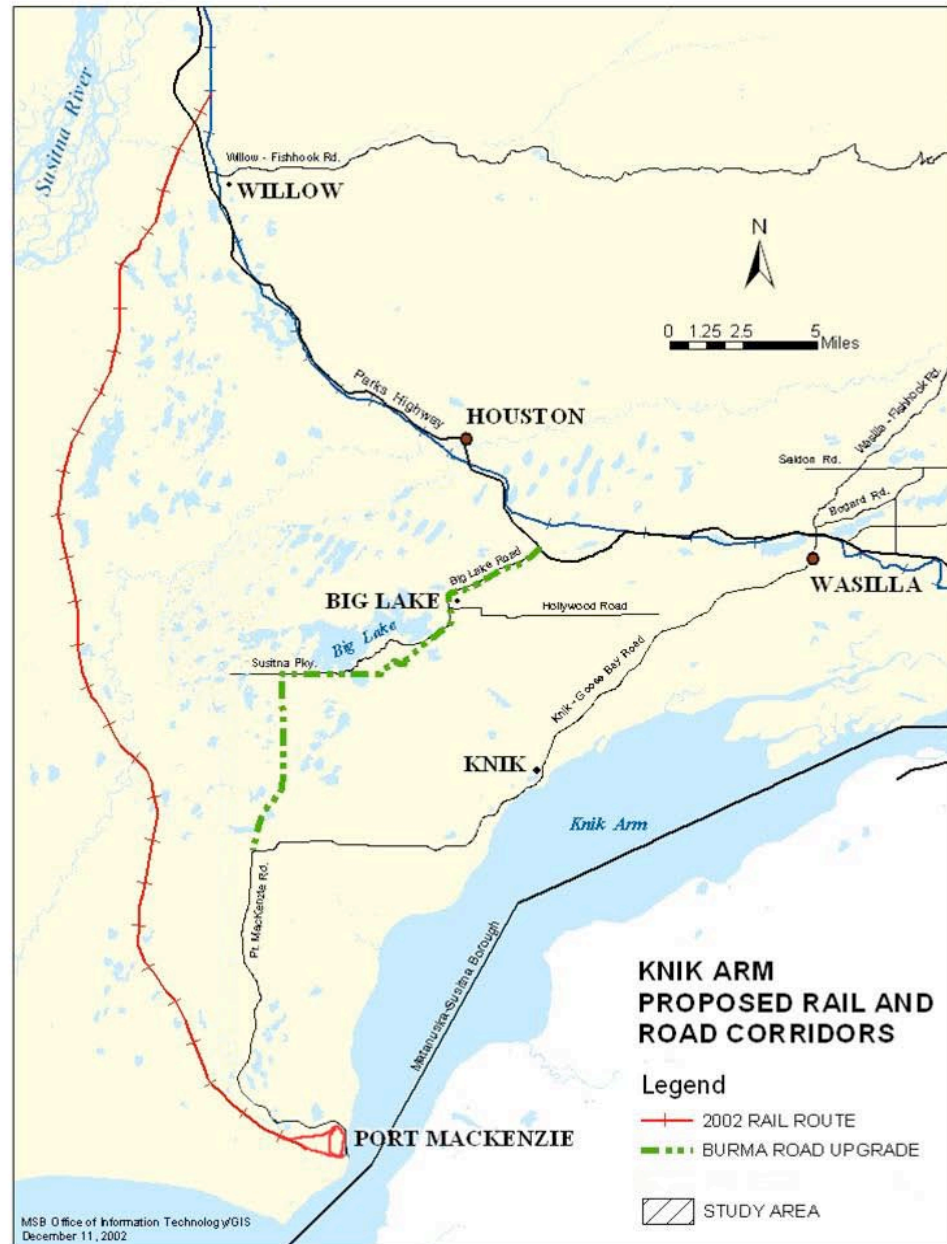 Susitna River
Willow - Fishhook Rd.
WILLOW
N
0 1.25 2.5 5
Miles
Parks Highway
HOUSTON
Wasilla - Fishhook Rd.
Seldon Rd.
Bogard Rd.
WASILLA
Big Lake Road
BIG LAKE
Hollywood Road
Big Lake
Susitna Pky.
Knik - Goose Bay Road
KNIK
Knik Arm
Pt. MacKenzie Rd.
Matanuska-Susitna Borough
PORT MACKENZIE
KNIK ARM
PROPOSED RAIL AND
ROAD CORRIDORS
Legend
2002 RAIL ROUTE
BURMA ROAD UPGRADE
STUDY AREA
MSB Office of Information Technology/GIS
December 11, 2002